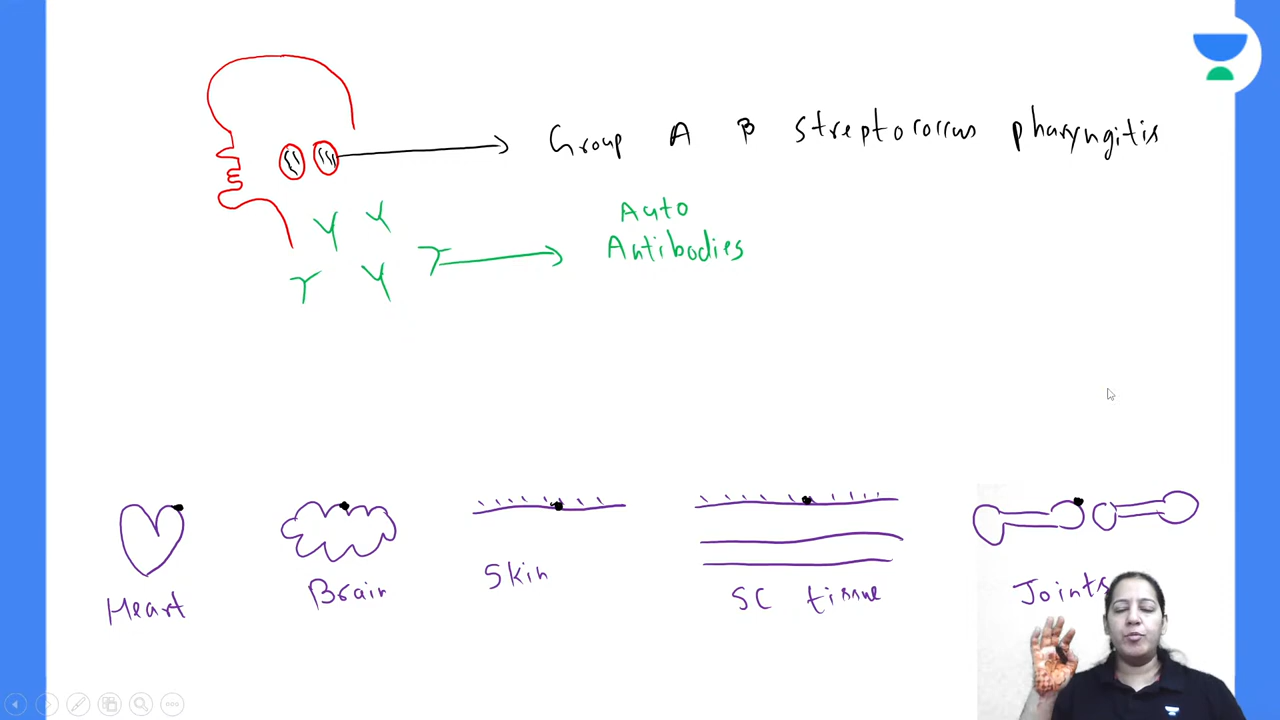 Group A β streptococcus pharyngitis
Auto
Antibodies
Heart
Brain
Skin
SC tissue
Joints